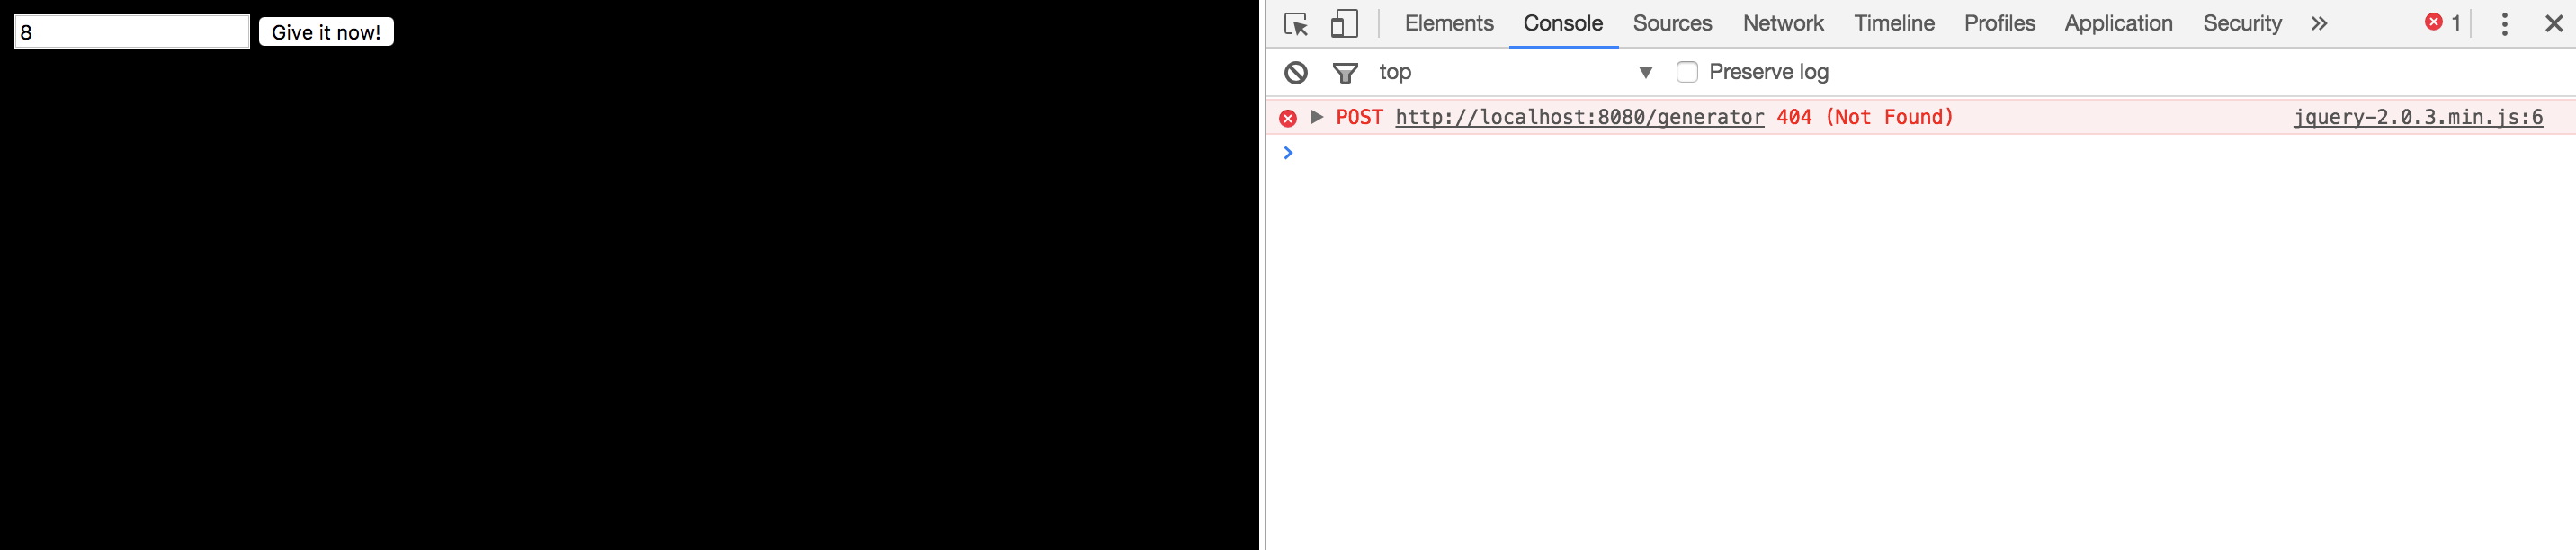 8 Give it now!
Elements Console Sources Network Timeline Profiles Application Security » 1
top ▼ Preserve log
POST http://localhost:8080/generator 404 (Not Found) jquery-2.0.3.min.js:6